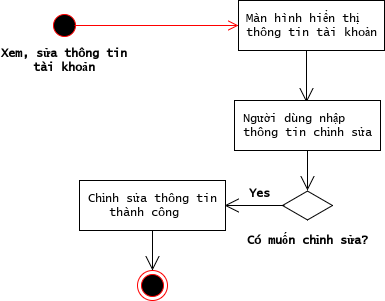 Màn hình hiển thị
thông tin tài khoản
Xem, sửa thông tin
tài khoản
Người dùng nhập
thông tin chỉnh sửa
Yes
Chỉnh sửa thông tin
thành công
Có muốn chỉnh sửa?